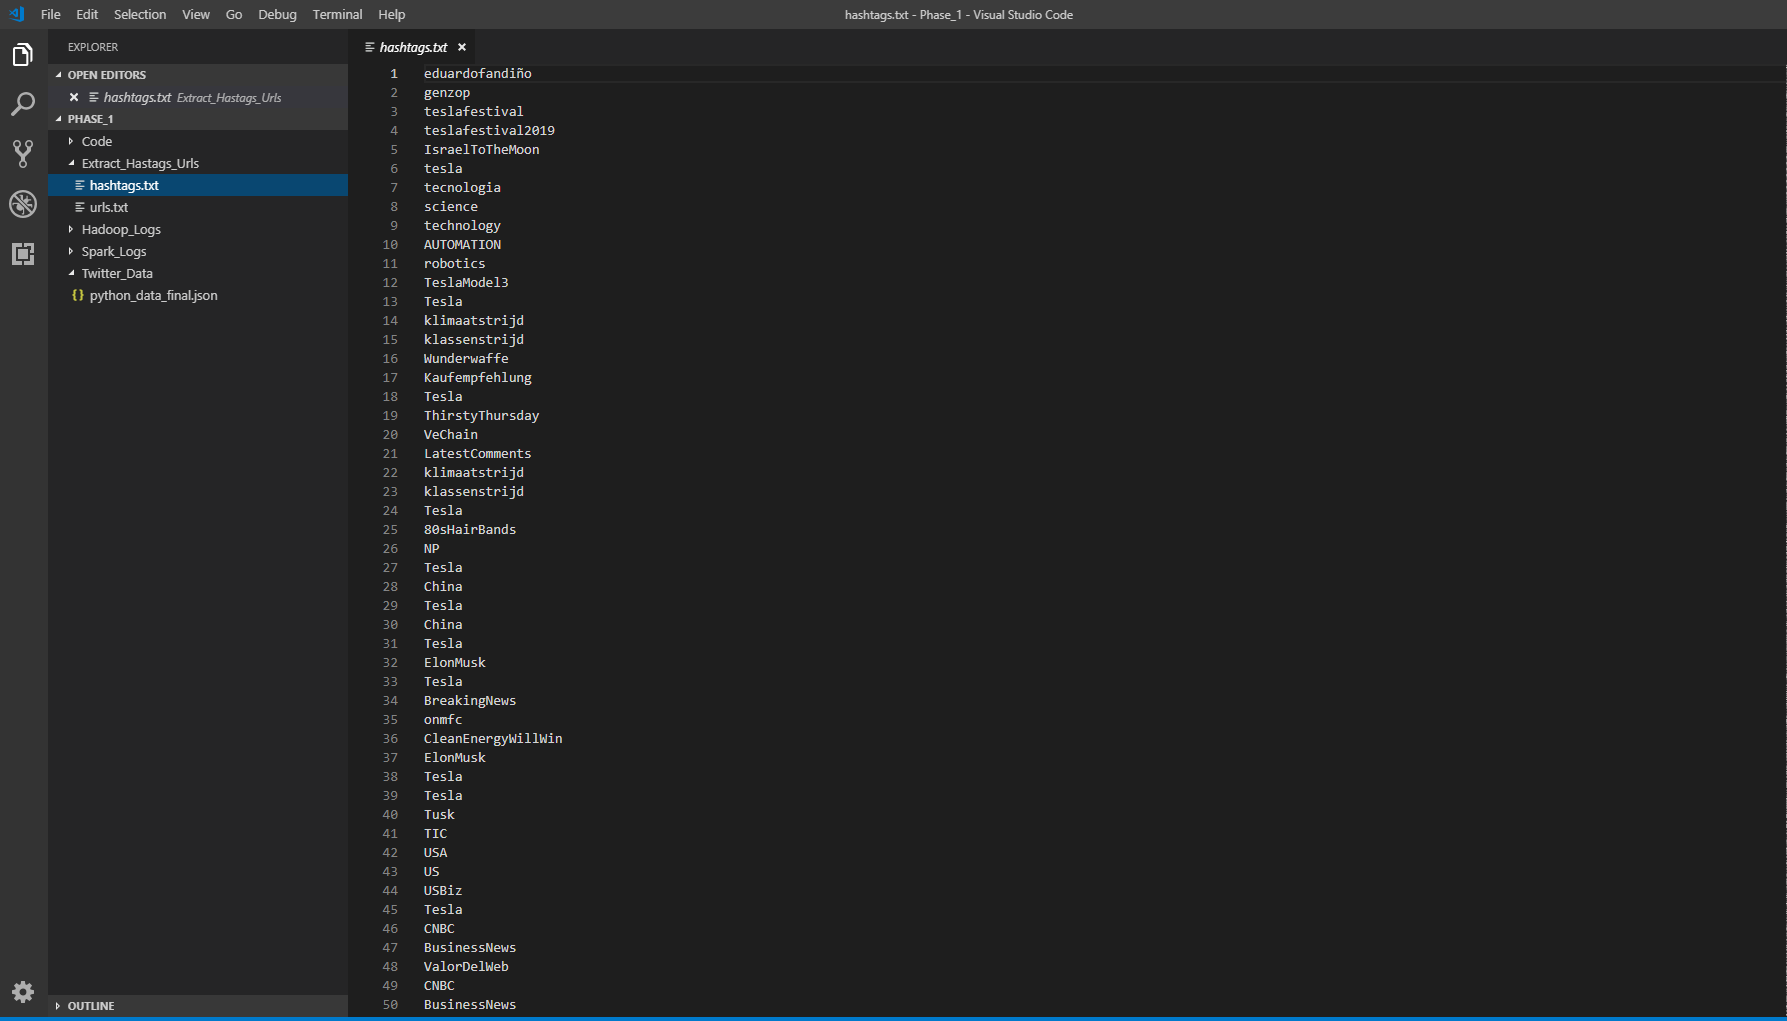 File Edit Selection View Go Debug Terminal Help
hashtags.txt - Phase_1 - Visual Studio Code
EXPLORER
OPEN EDITORS
hashtags.txt Extract_Hastags_Urls
PHASE_1
Code
Extract_Hastags_Urls
hashtags.txt
urls.txt
Hadoop_Logs
Spark_Logs
Twitter_Data
python_data_final.json
OUTLINE
hashtags.txt
1 eduardofandiño
2 genzop
3 teslafestival
4 teslafestival2019
5 IsraelToTheMoon
6 tesla
7 tecnologia
8 science
9 technology
10 AUTOMATION
11 robotics
12 TeslaModel3
13 Tesla
14 klimaatstrijd
15 klassenstrijd
16 Wunderwaffe
17 Kaufempfehlung
18 Tesla
19 ThirstyThursday
20 VeChain
21 LatestComments
22 klimaatstrijd
23 klassenstrijd
24 Tesla
25 80sHairBands
26 NP
27 Tesla
28 China
29 Tesla
30 China
31 Tesla
32 ElonMusk
33 Tesla
34 BreakingNews
35 onmfc
36 CleanEnergyWillWin
37 ElonMusk
38 Tesla
39 Tesla
40 Tusk
41 TIC
42 USA
43 US
44 USBiz
45 Tesla
46 CNBC
47 BusinessNews
48 ValorDelWeb
49 CNBC
50 BusinessNews